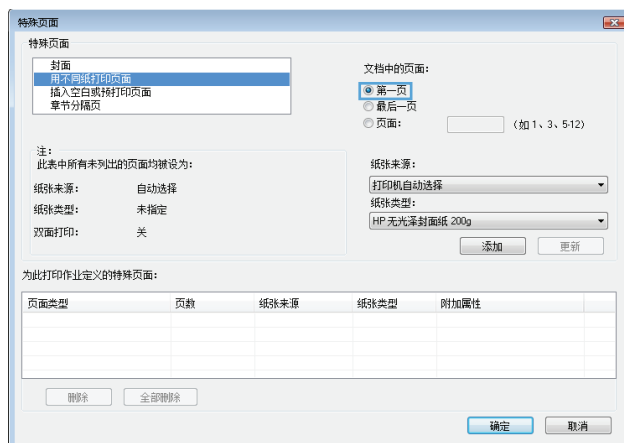 特殊页面
特殊页面
封面
用不同纸打印页面
插入空白或预打印页面
章节分隔页
文档中的页面:
第一页
最后一页
页面: (如 1、3、5-12)
注:
此表中所有未列出的页面均被设为:
纸张来源: 自动选择
纸张类型: 未指定
双面打印: 关
纸张来源:
打印机自动选择
纸张类型:
HP 无光泽封面纸 200g
添加 更新
为此打印作业定义的特殊页面:
页面类型 页数 纸张来源 纸张类型 附加属性
删除 全部删除
确定 取消